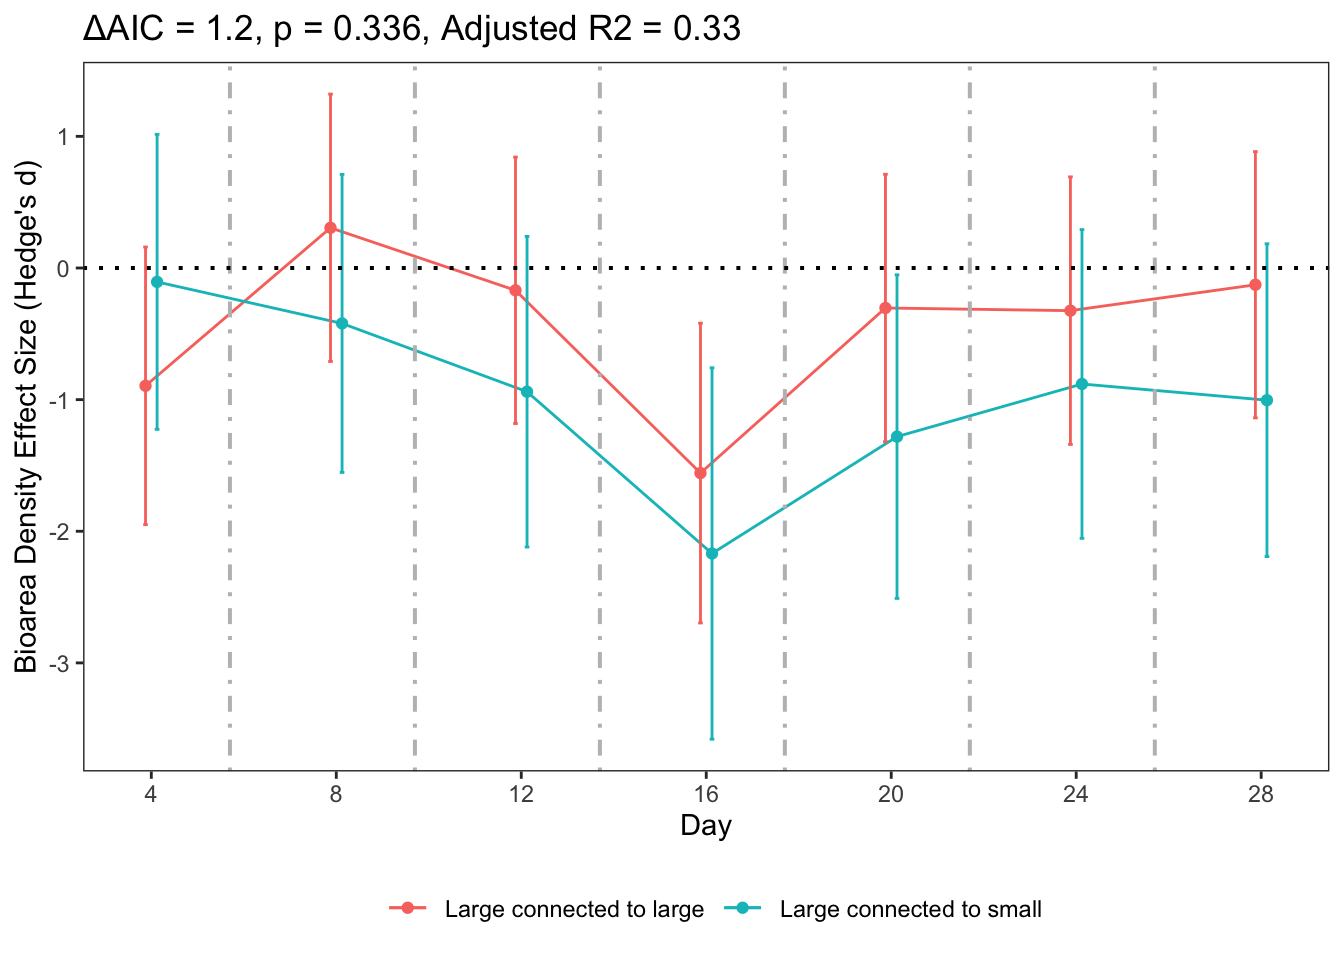 ΔAIC = 1.2, p = 0.336, Adjusted R2 = 0.33
Bioarea Density Effect Size (Hedge's d)
1
0
-1
-2
-3
4 8 12 16 20 24 28
Day
Large connected to large Large connected to small